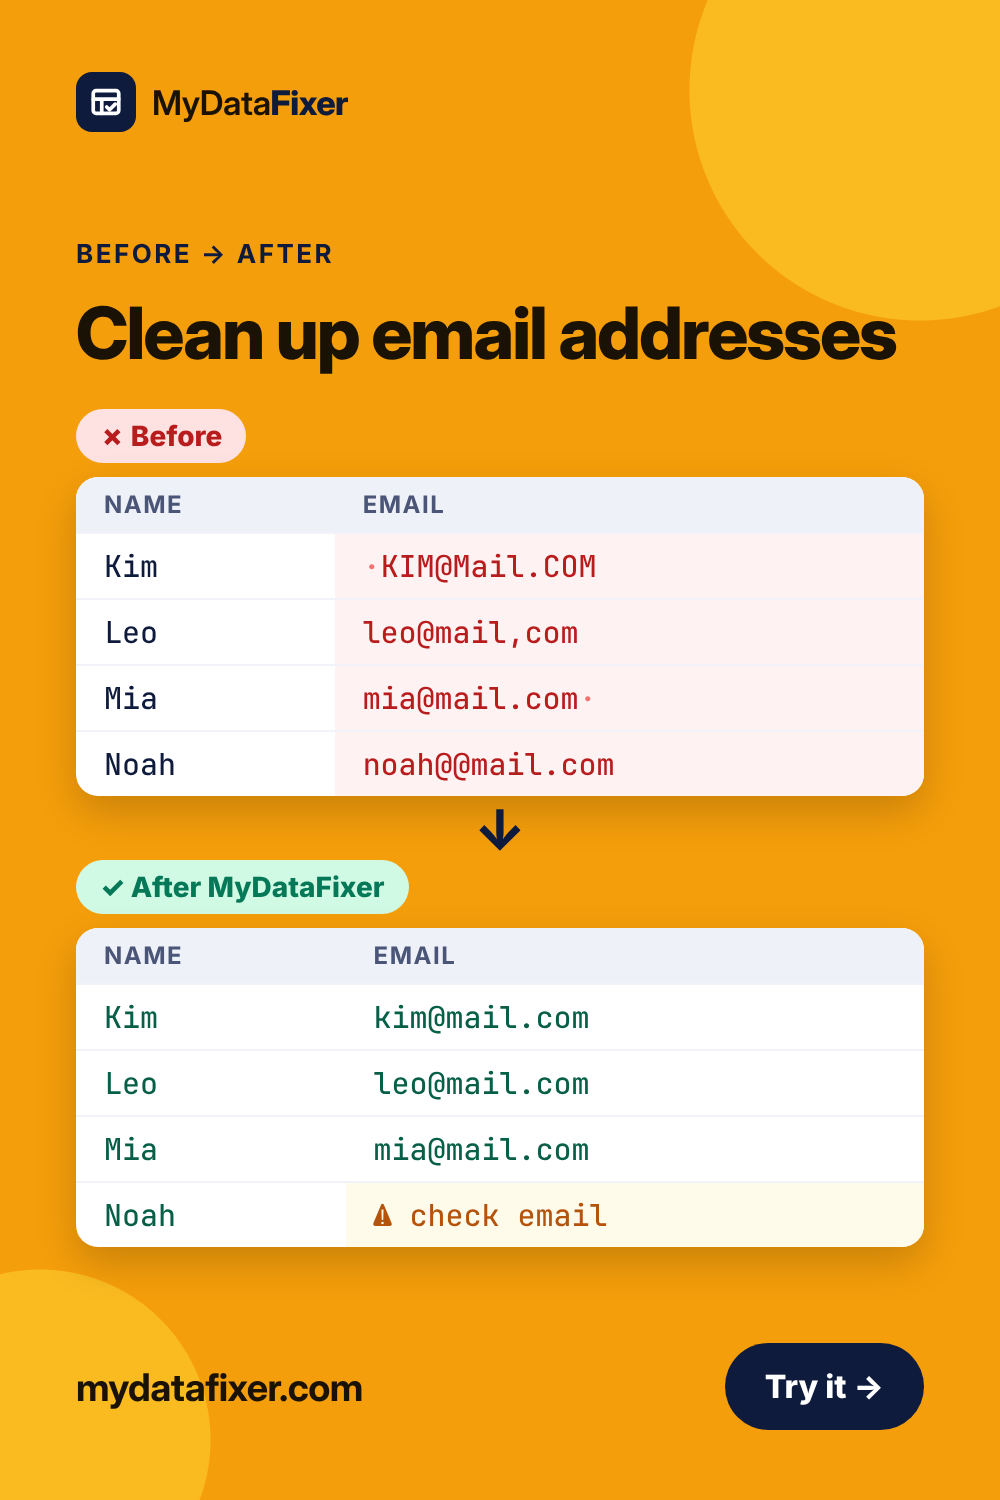 MyDataFixer
BEFORE → AFTER
Clean up email addresses
× Before
NAME EMAIL
Kim ·KIM@Mail.COM
Leo leo@mail,com
Mia mia@mail.com·
Noah noah@@mail.com
↓
✓ After MyDataFixer
NAME EMAIL
Kim kim@mail.com
Leo leo@mail.com
Mia mia@mail.com
Noah ⚠ check email
mydatafixer.com
Try it →